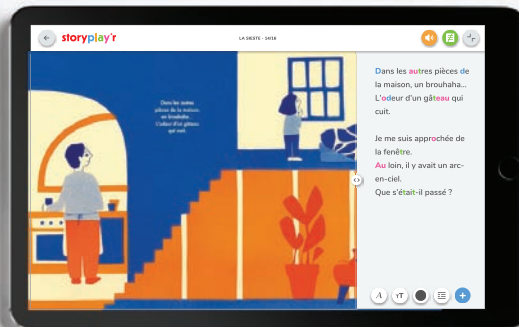 storyplay'r
LA SIESTE - 14/18
Dans les autres
pièces de la maison,
un brouhaha...
L'odeur d'un gâteau
qui cuit.
Dans les autres pièces de
la maison, un brouhaha...
L'odeur d'un gâteau qui
cuit.
Je me suis approchée de
la fenêtre.
Au loin, il y avait un arc-
en-ciel.
Que s'était-il passé ?
A
TT